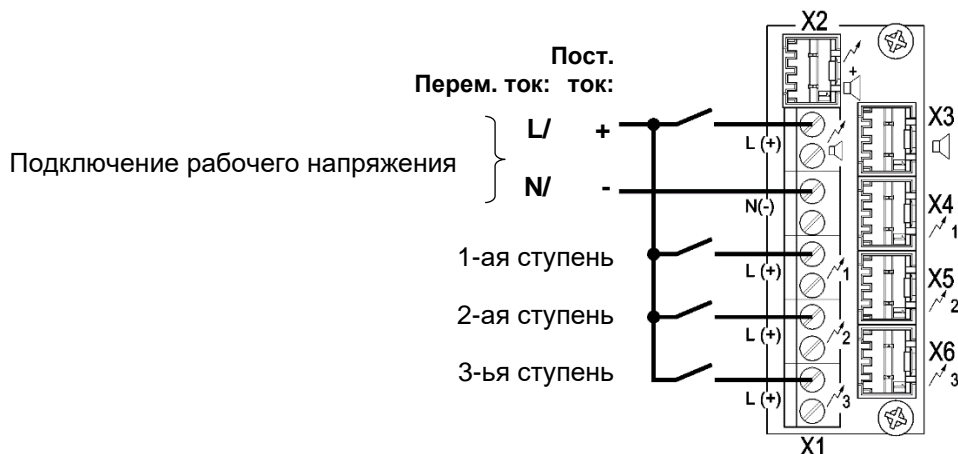 X2
Пост.
Перем. ток: ток:
X3
L/ +
L (+)
Подключение рабочего напряжения
N/ -
N(-)
X4
1
1-ая ступень
L (+)
1
X5
2
2-ая ступень
L (+)
2
X6
3
3-ья ступень
L (+)
3
X1